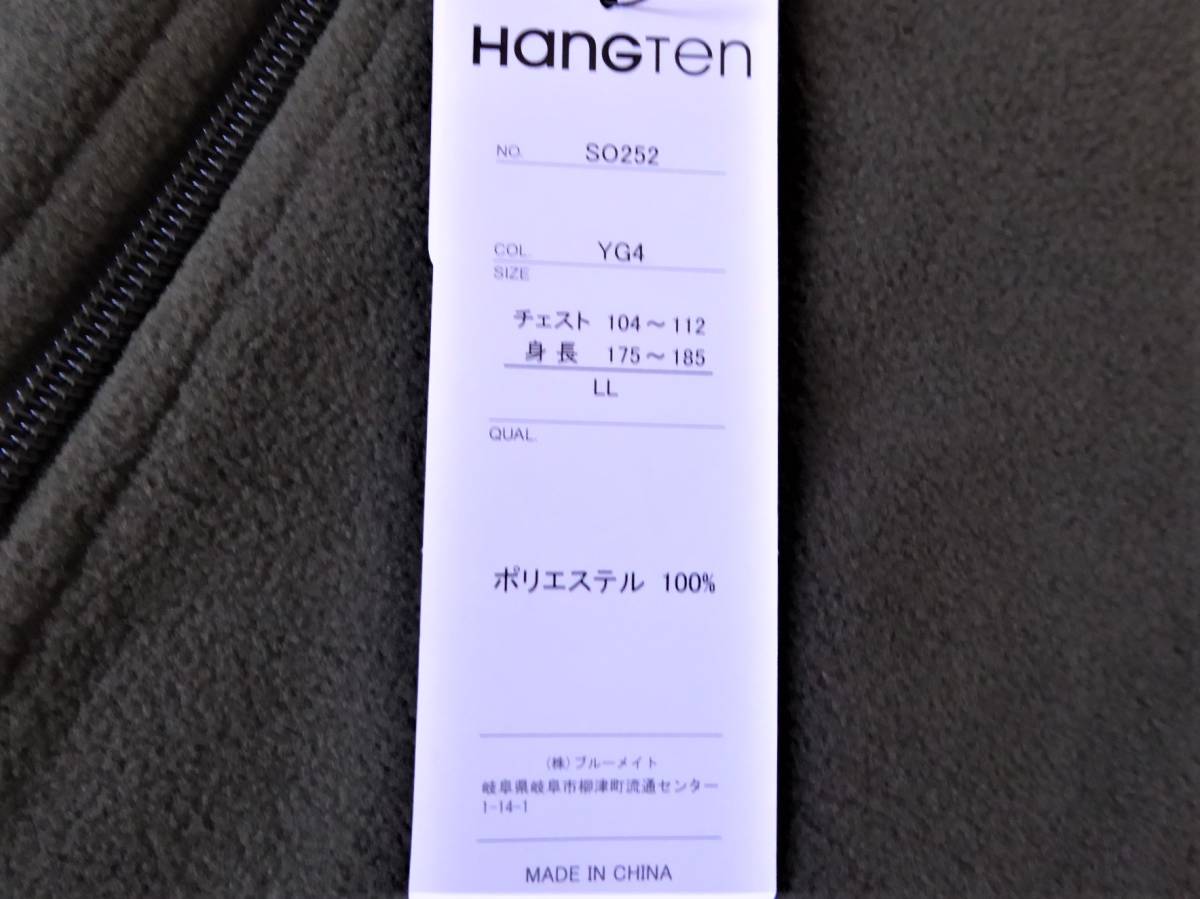 HANGTEN
NO. SO252
COL. YG4
SIZE
チェスト 104～112
身長 175～185
LL
QUAL.
ポリエステル 100%
(株)ブルーメイト
岐阜県岐阜市柳津町流通センター
1-14-1
MADE IN CHINA